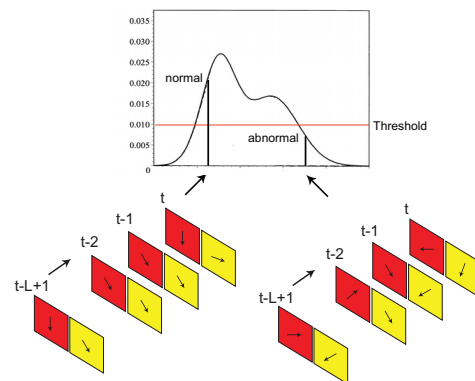 0.035
0.030
0.025
0.020
normal
0.015
0.010
Threshold
abnormal
0.005
0
t
t-1
t-2
t-L+1
t
t-1
t-2
t-L+1